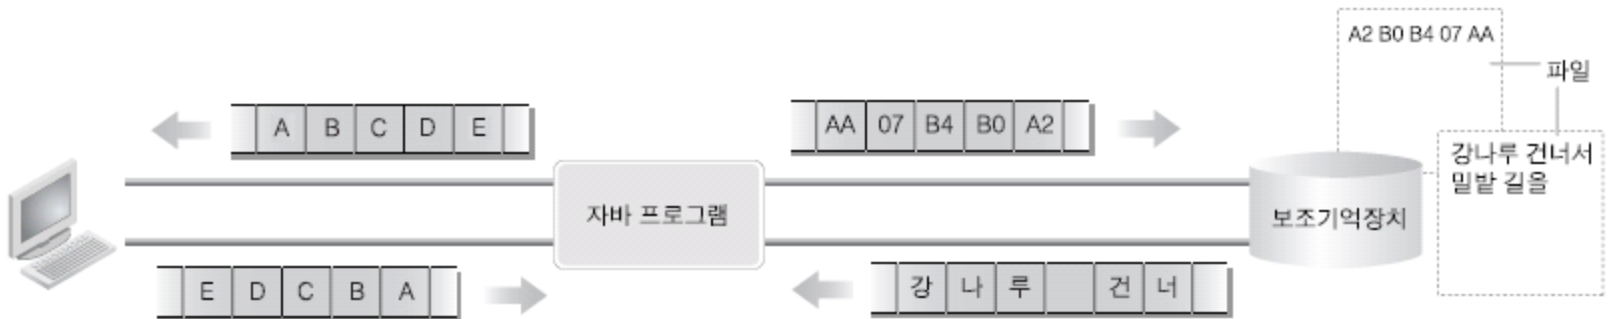 A2 B0 B4 07 AA
파일
A B C D E
AA 07 B4 B0 A2
강나루 건너서
밀밭 길을
자바 프로그램
보조기억장치
E D C B A
강 나 루 건 너